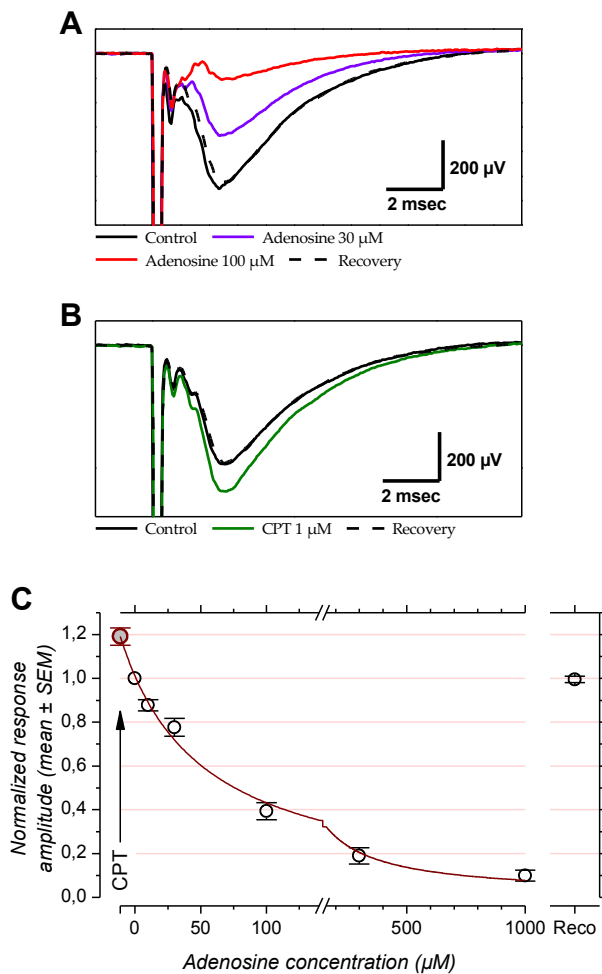 A
200 µV
2 msec
Control Adenosine 30 µM
Adenosine 100 µM Recovery
B
200 µV
2 msec
Control CPT 1 µM Recovery
C
Normalized response
amplitude (mean ± SEM)
1,2
1,0
0,8
0,6
0,4
0,2
0,0
CPT
0 50 100 500 1000 Reco
Adenosine concentration (µM)